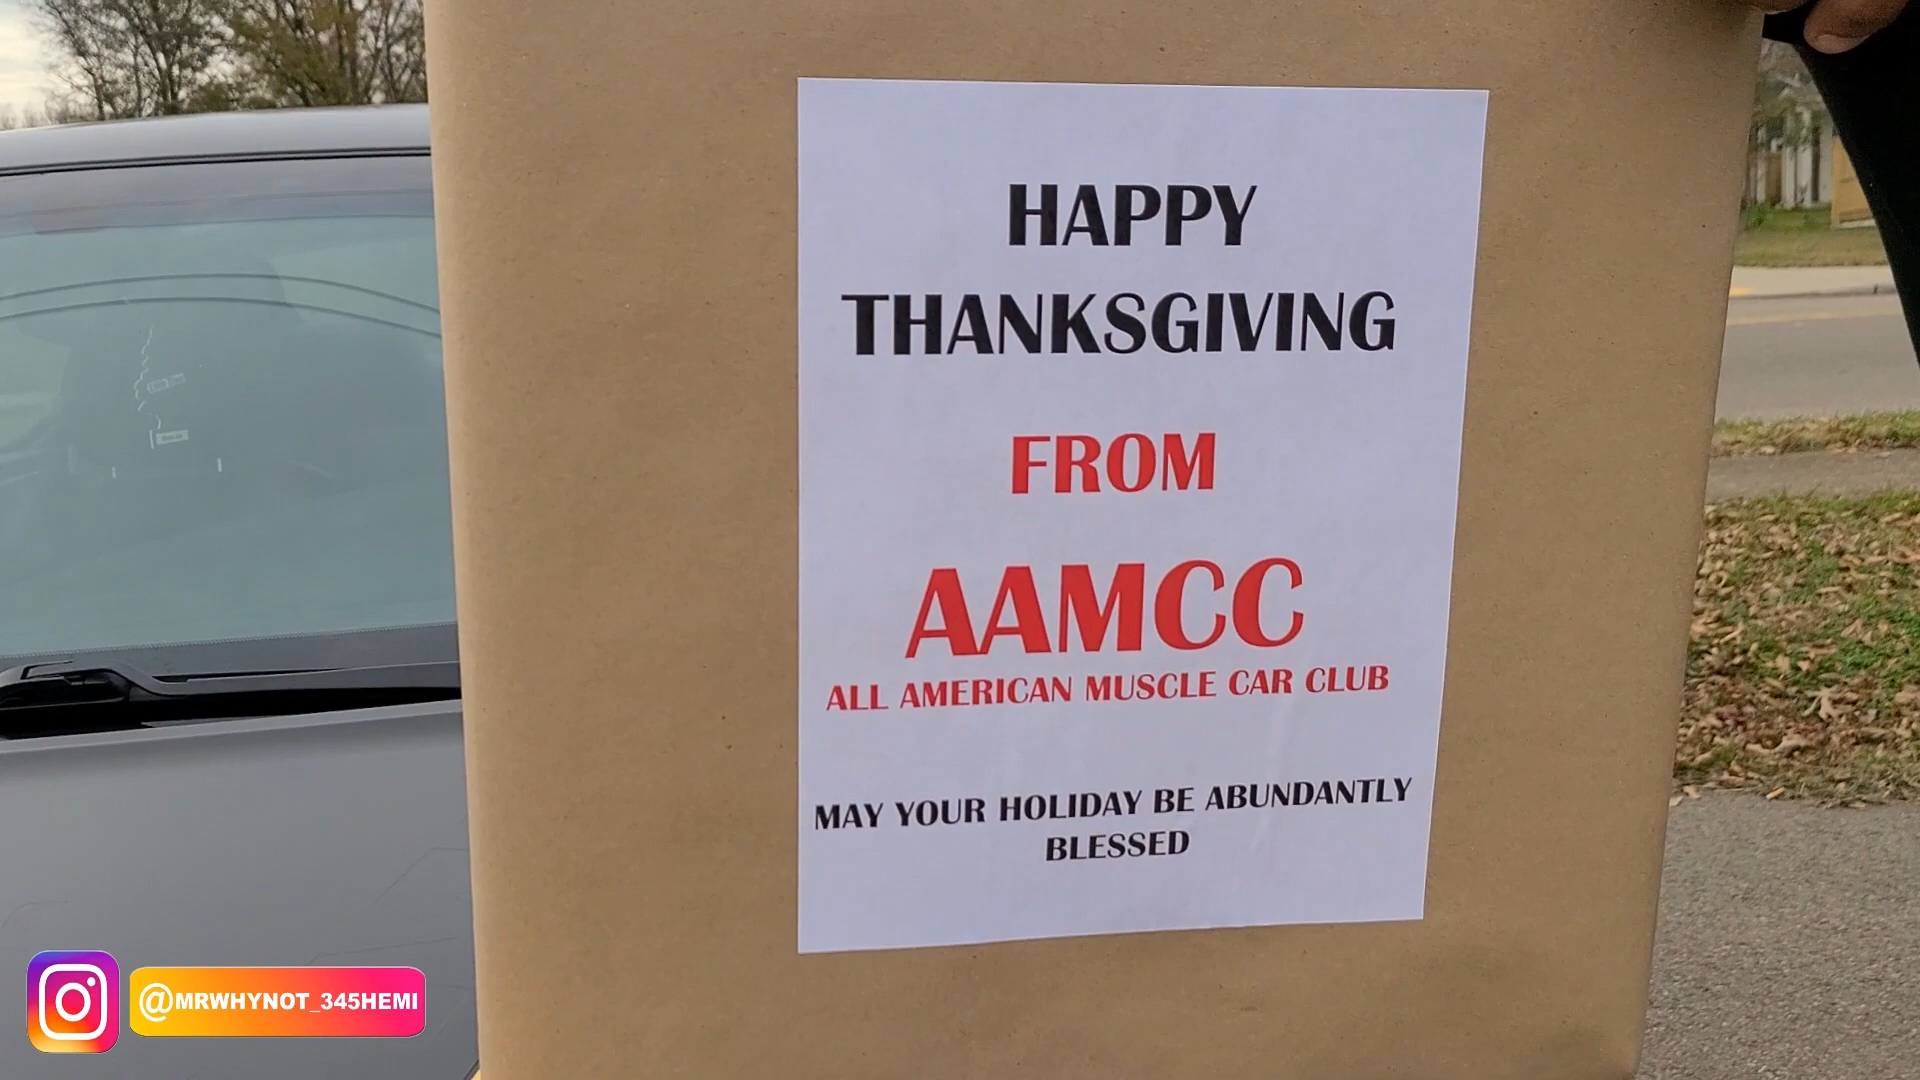 HAPPY
THANKSGIVING
FROM
AAMCC
ALL AMERICAN MUSCLE CAR CLUB
MAY YOUR HOLIDAY BE ABUNDANTLY
BLESSED
@MRWHYNOT_345HEMI